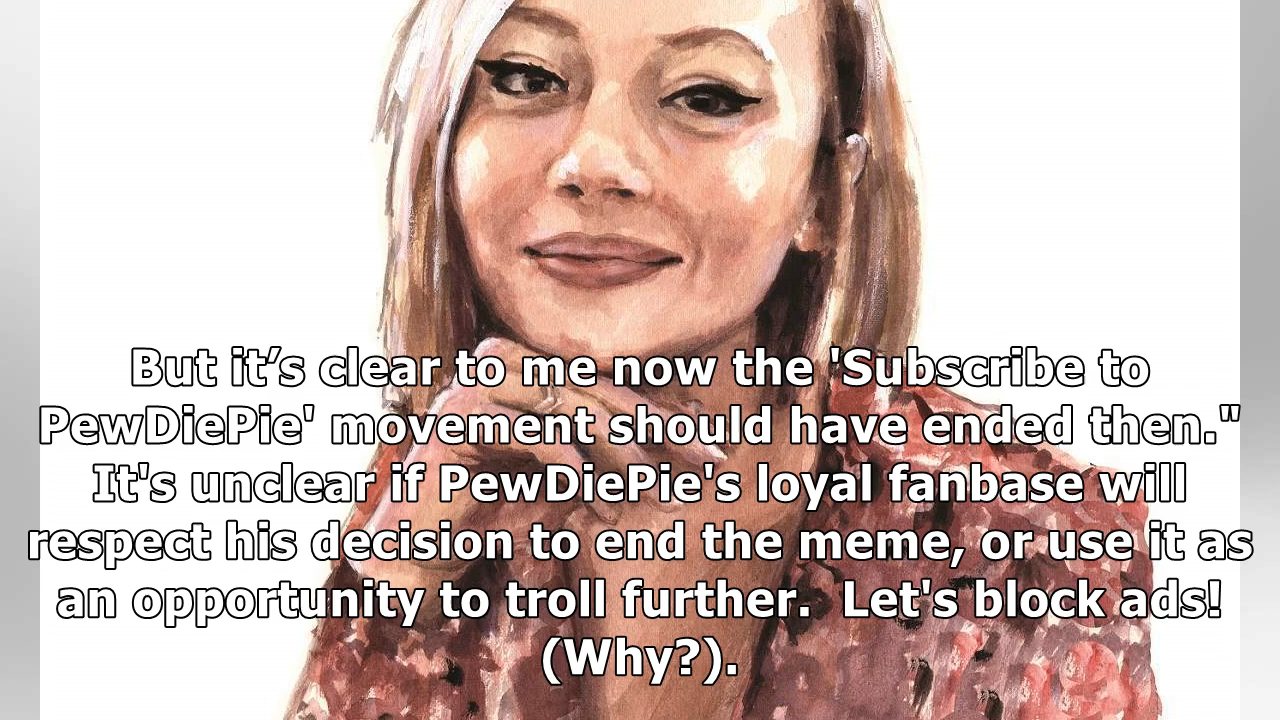 But it’s clear to me now the 'Subscribe to
PewDiePie' movement should have ended then."
It's unclear if PewDiePie's loyal fanbase will
respect his decision to end the meme, or use it as
an opportunity to troll further.  Let's block ads!
(Why?).